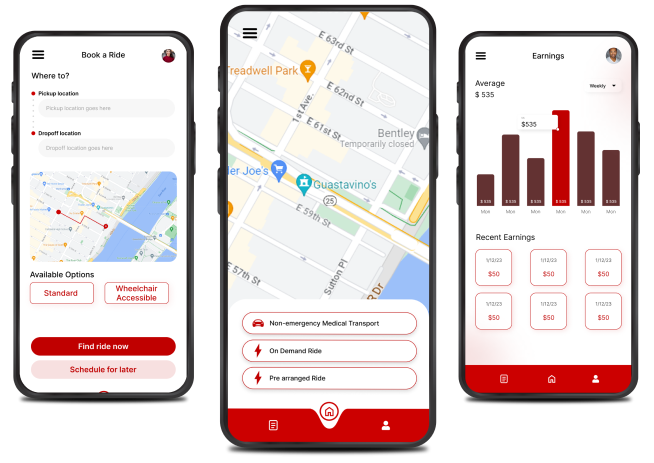 Book a Ride
Where to?
Pickup location
Pickup location goes here
Dropoff location
Dropoff location goes here
Available Options
Standard
Wheelchair
Accessible
Find ride now
Schedule for later
E 63rd St
Treadwell Park
E 62nd St
1st Ave.
E 61st St
Bentley
Temporarily closed
der Joe's
Guastavino's
25
E 59th St
E 57th St
Sutton Pl
R Dr
Non-emergency Medical Transport
On Demand Ride
Pre arranged Ride
Earnings
Average
$ 535
Weekly
$535
$ 535 $ 535 $ 535 $ 535 $ 535 $ 535
Mon Mon Mon Mon Mon Mon
Recent Earnings
1/13/23 1/12/23 1/12/23
$50 $50 $50
1/12/23 1/12/23 1/12/23
$50 $50 $50